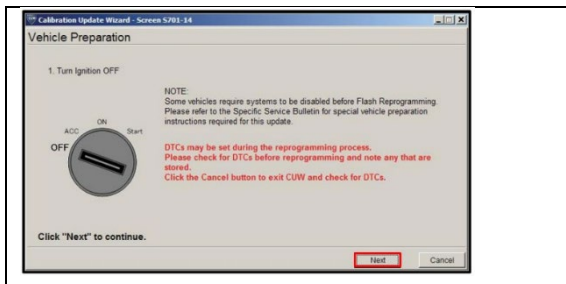 Calibration Update Wizard - Screen S701-14
Vehicle Preparation
1. Turn Ignition OFF
NOTE:
Some vehicles require systems to be disabled before Flash Reprogramming.
Please refer to the Specific Service Bulletin for special vehicle preparation
instructions required for this update.
ON
ACC
Start
OFF
DTCs may be set during the reprogramming process.
Please check for DTCs before reprogramming and note any that are
stored.
Click the Cancel button to exit CUW and check for DTCs.
Click "Next" to continue.
Next
Cancel